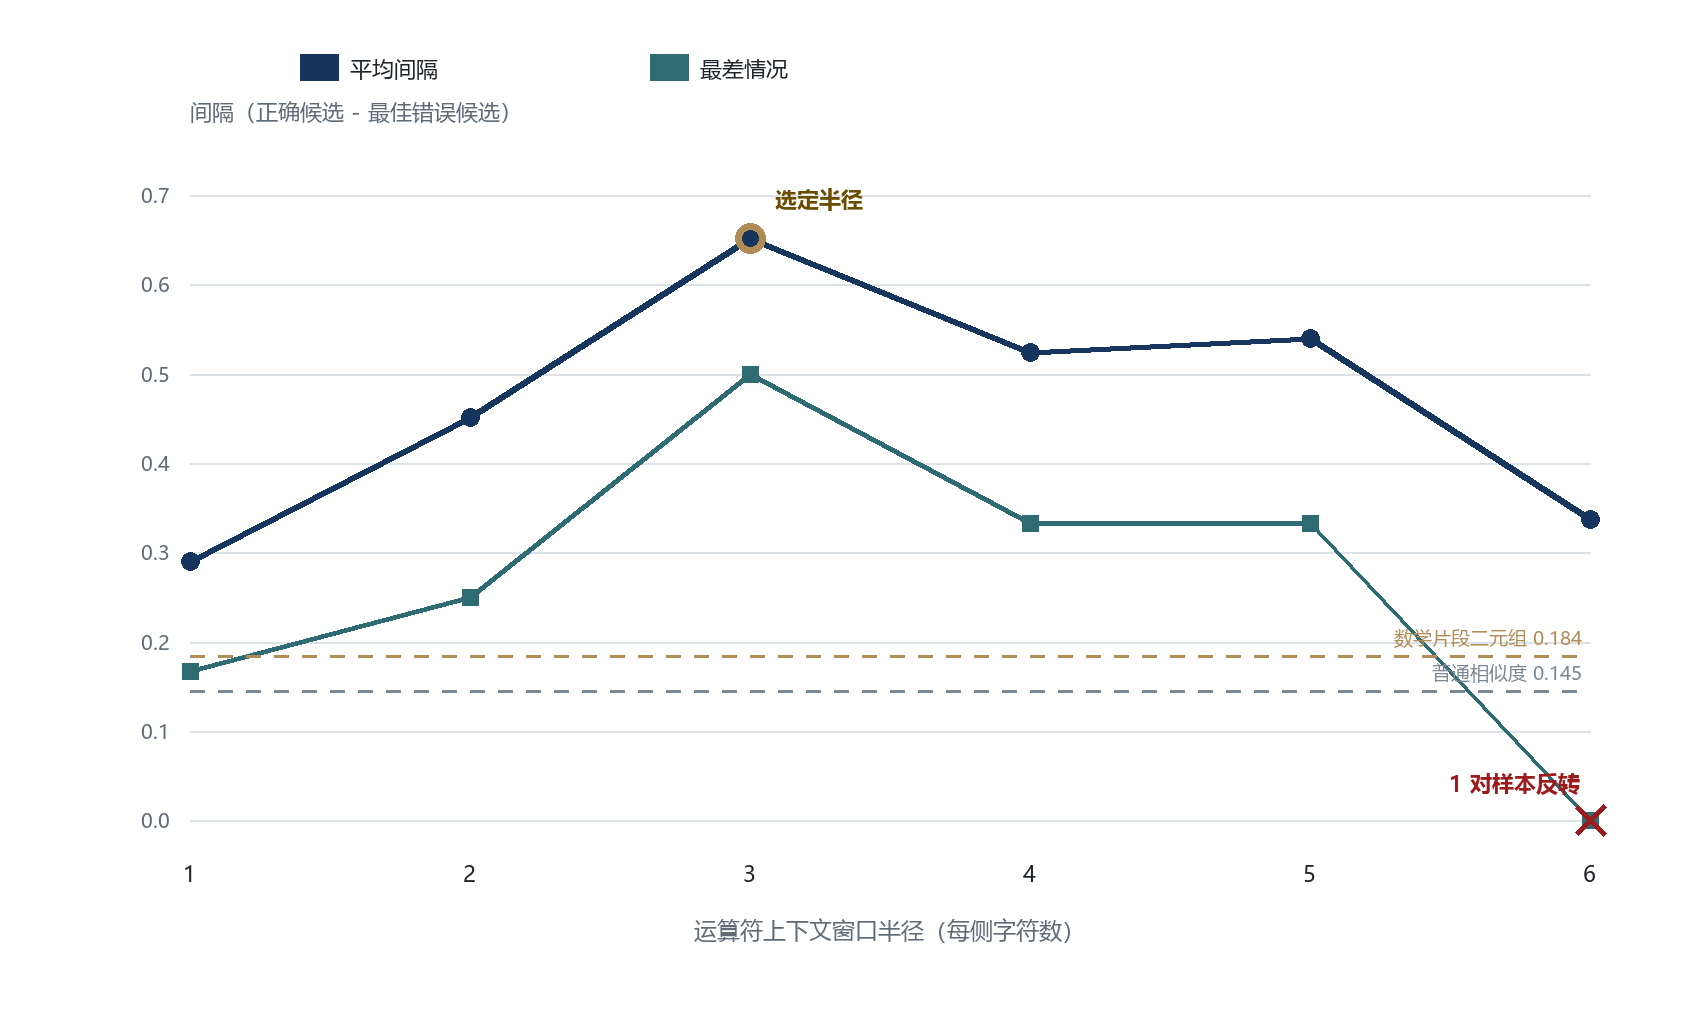 平均间隔
最差情况
间隔（正确候选 - 最佳错误候选）
选定半径
0.7
0.6
0.5
0.4
0.3
0.2
0.1
0.0
数学片段二元组 0.184
普通相似度 0.145
1 对样本反转
1
2
3
4
5
6
运算符上下文窗口半径（每侧字符数）